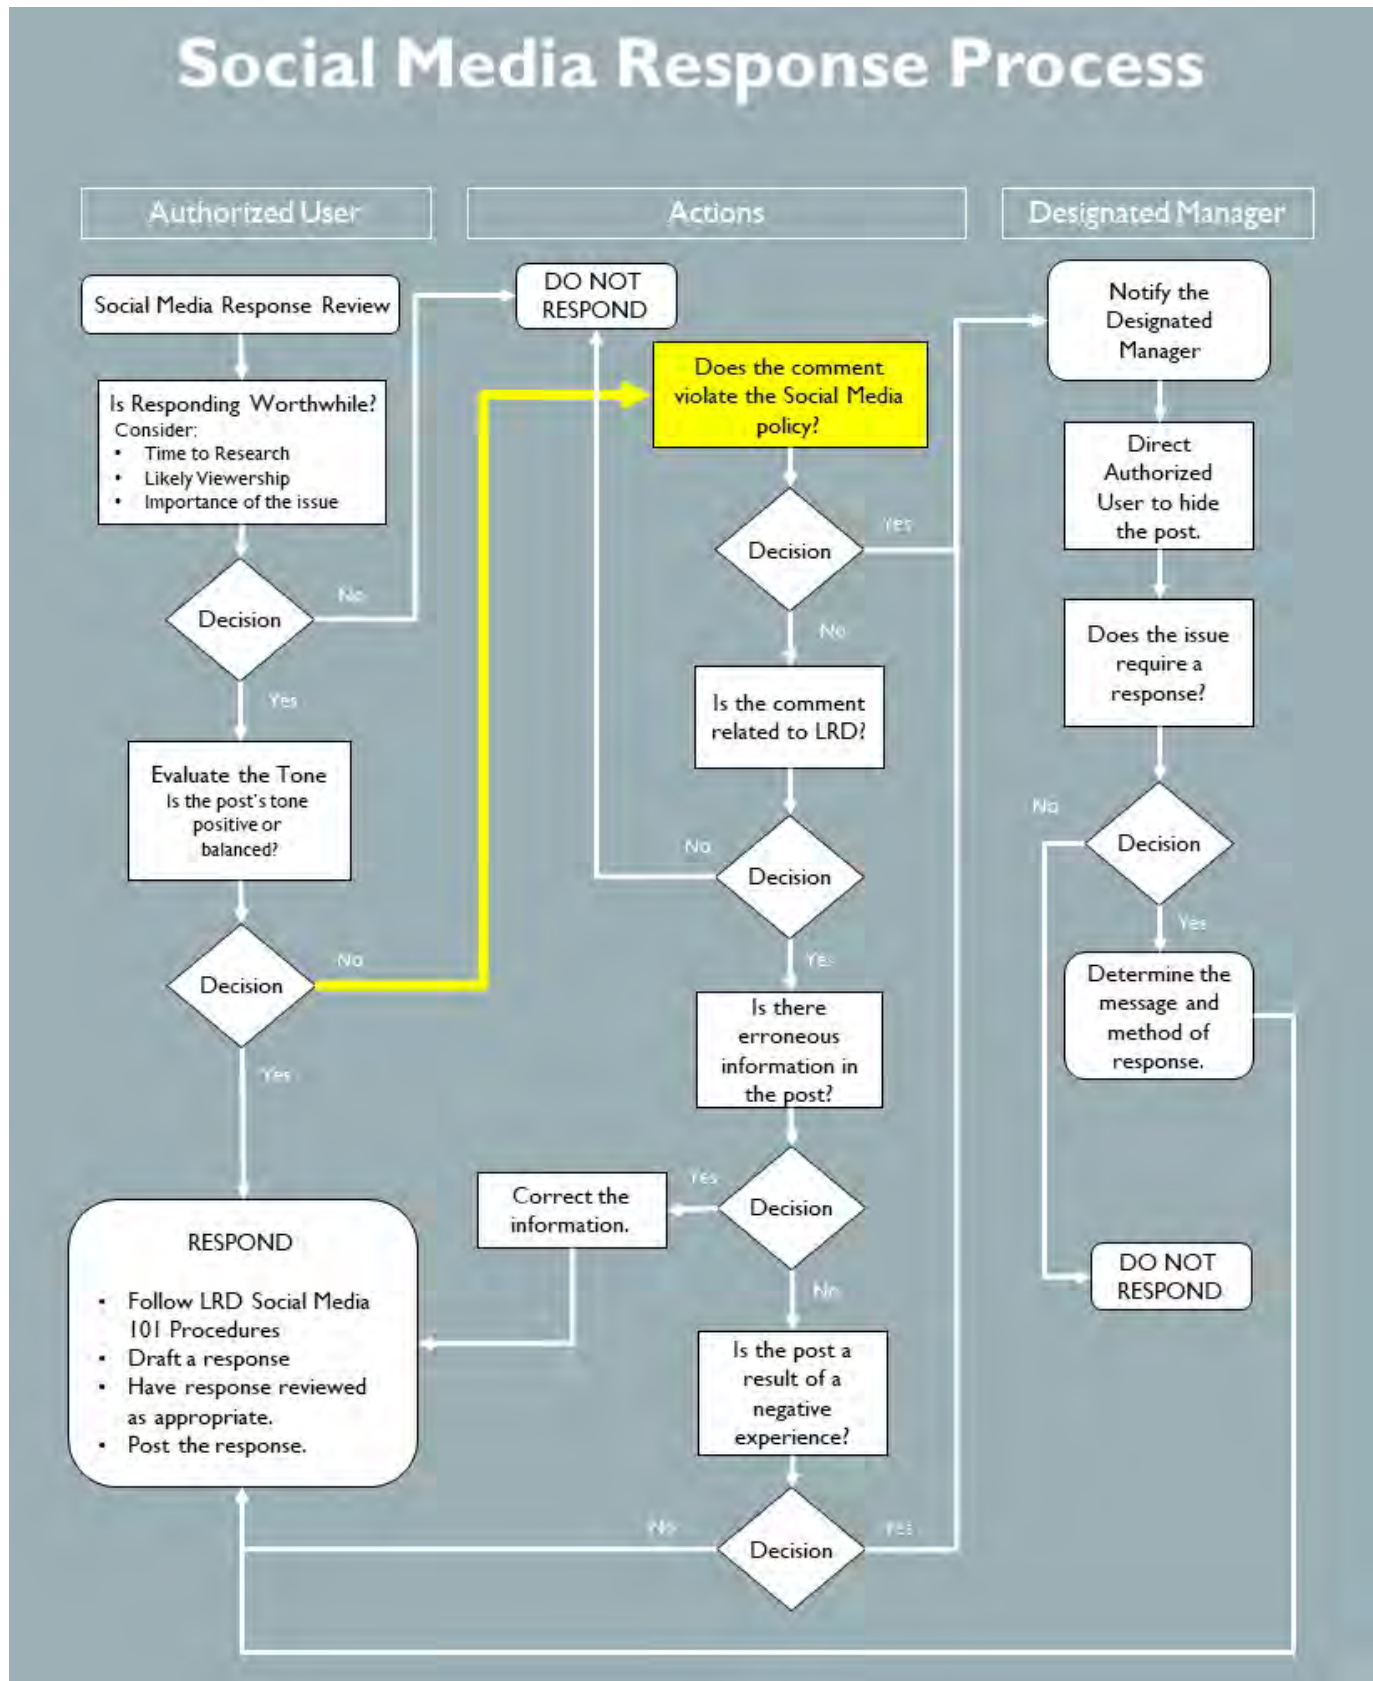 Social Media Response Process
Authorized User
Actions
Designated Manager
Social Media Response Review
Is Responding Worthwhile?
Consider:
• Time to Research
• Likely Viewership
• Importance of the issue
Decision
No
Yes
Evaluate the Tone
Is the post's tone
positive or
balanced?
Decision
No
Yes
RESPOND
• Follow LRD Social Media
101 Procedures
• Draft a response
• Have response reviewed
as appropriate.
• Post the response.
DO NOT
RESPOND
Does the comment
violate the Social Media
policy?
Decision
Yes
No
Is the comment
related to LRD?
No
Decision
Yes
Is there
erroneous
information in
the post?
Yes
Decision
Correct the
information.
No
Is the post a
result of a
negative
experience?
No
Decision
Yes
Notify the
Designated
Manager
Direct
Authorized
User to hide
the post.
Does the issue
require a
response?
No
Decision
Yes
Determine the
message and
method of
response.
DO NOT
RESPOND